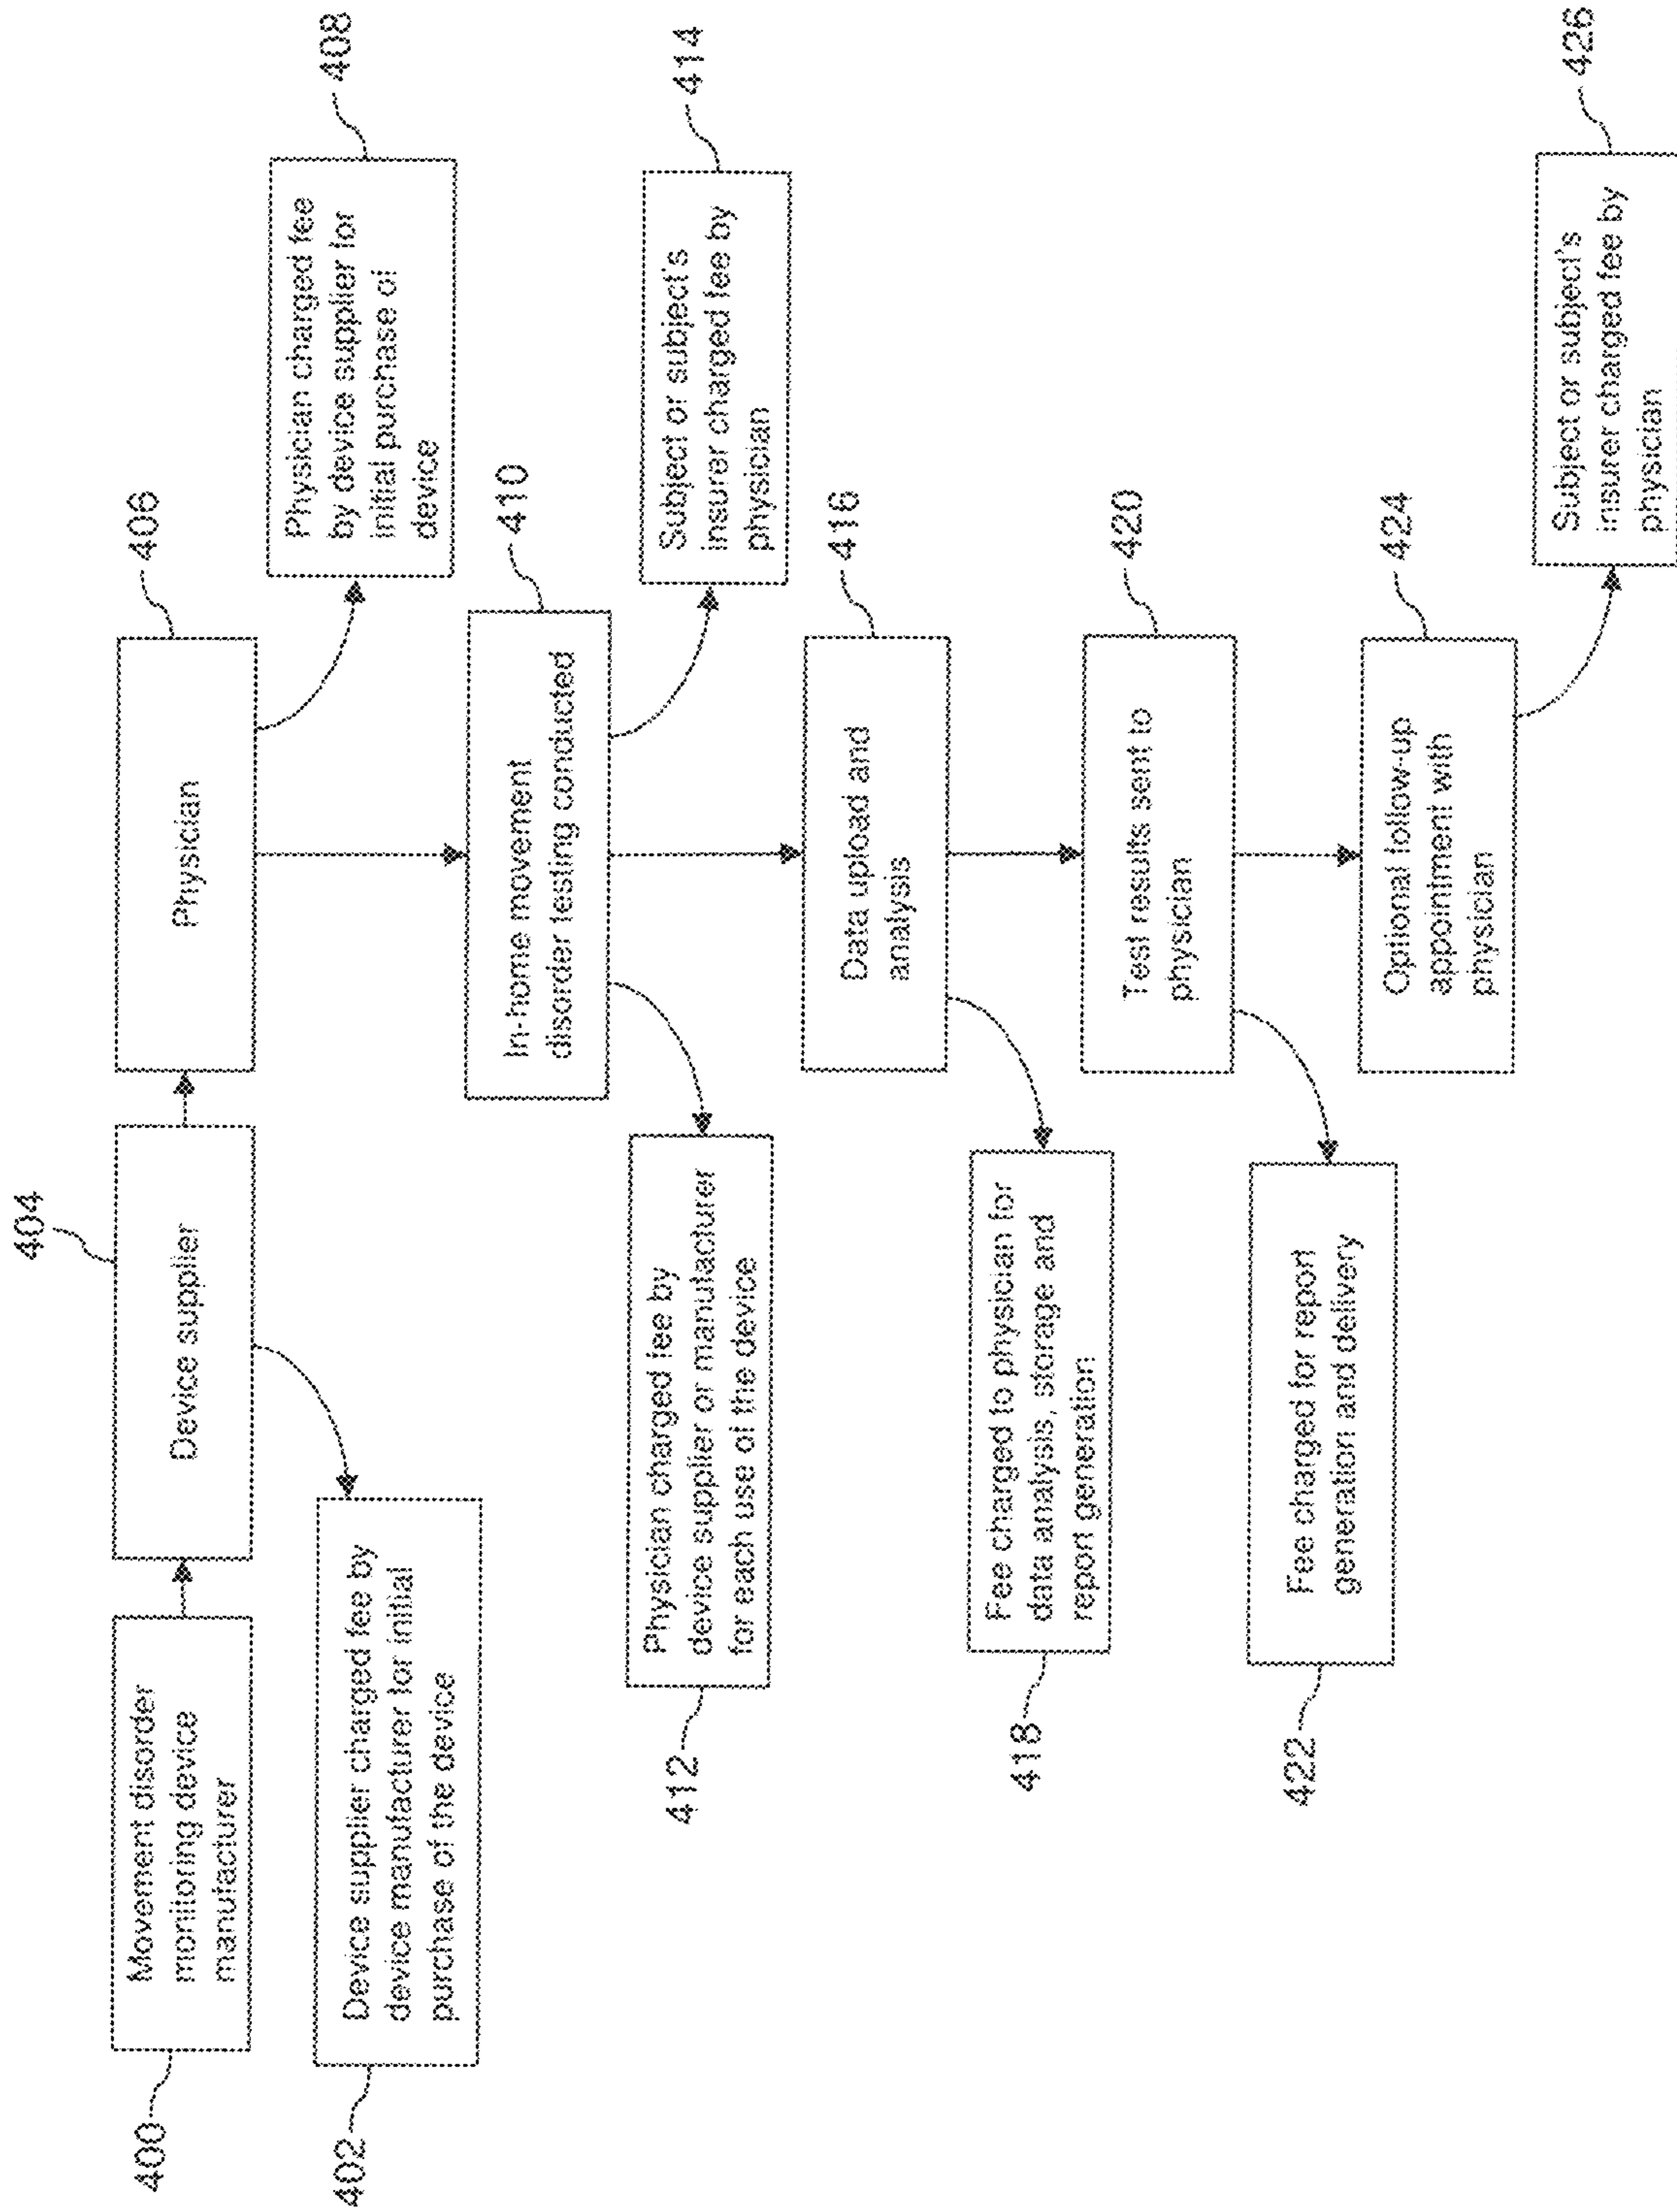 404
406
408
400
Movement disorder
monitoring device
manufacturer
Device supplier
Physician
Physician charged fee
by device supplier for
initial purchase of
device
402
Device supplier charged fee by
device manufacturer for initial
purchase of the device
410
In-home movement
disorder testing conducted
414
412
Physician charged fee by
device supplier or manufacturer
for each use of the device
Subject or subject's
insurer charged fee by
physician
416
Data upload and
analysis
418
Fee charged to physician for
data analysis, storage and
report generation
420
Test results sent to
physician
422
Fee charged for report
generation and delivery
424
Optional follow-up
appointment with
physician
426
Subject or subject's
insurer charged fee by
physician